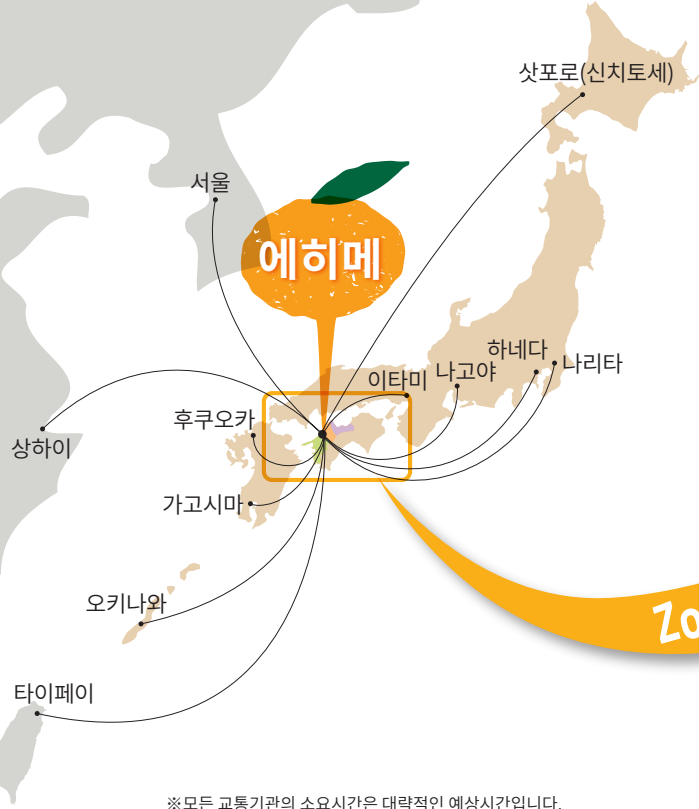 삿포로(신치토세)
서울
에히메
하네다
나리타
나고야
이타미
후쿠오카
상하이
가고시마
오키나와
Zo
타이페이
※모든 교통기관의 소요시간은 대략적인 예상시간입니다.